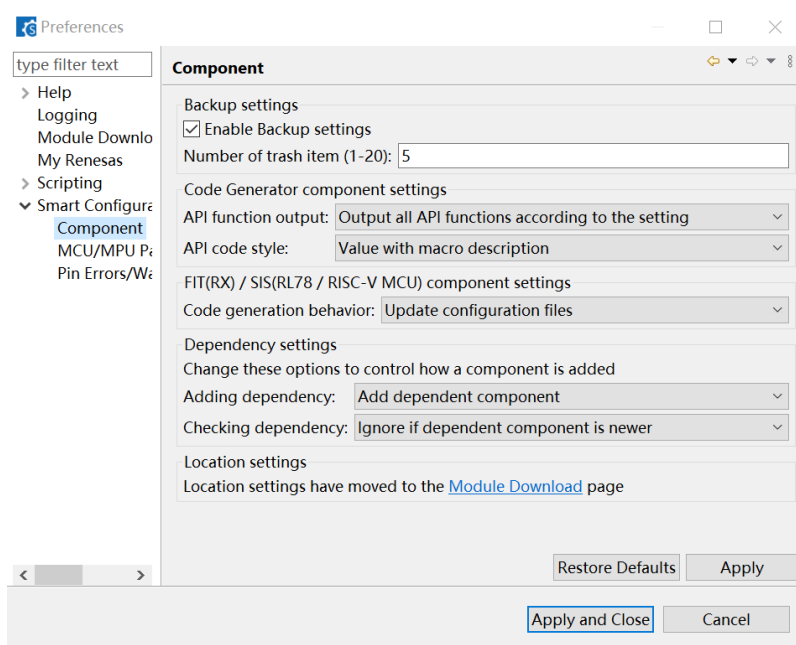 Preferences
type filter text
Help
Logging
Module Downlo
My Renesas
Scripting
Smart Configura
Component
MCU/MPU Pa
Pin Errors/Wa
Component
Backup settings
Enable Backup settings
Number of trash item (1-20): 5
Code Generator component settings
API function output: Output all API functions according to the setting
API code style: Value with macro description
FIT(RX) / SIS(RL78 / RISC-V MCU) component settings
Code generation behavior: Update configuration files
Dependency settings
Change these options to control how a component is added
Adding dependency: Add dependent component
Checking dependency: Ignore if dependent component is newer
Location settings
Location settings have moved to the Module Download page
Restore Defaults Apply
Apply and Close Cancel